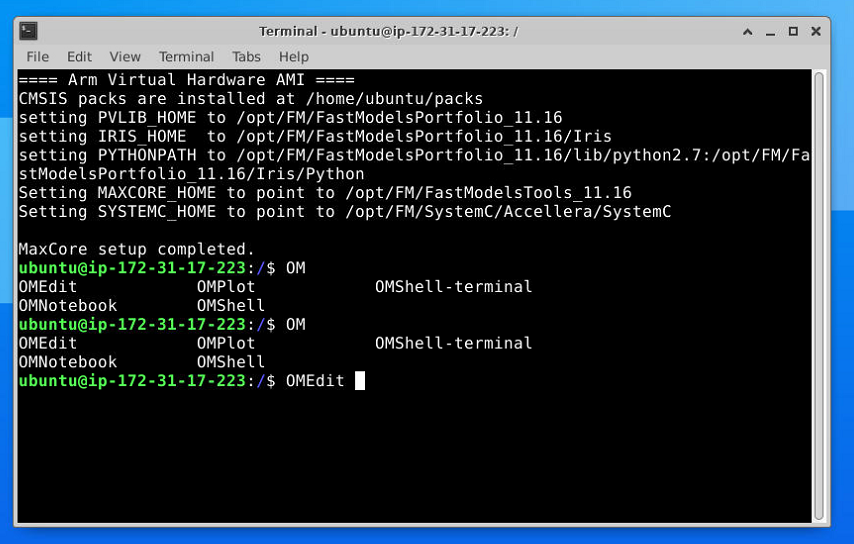 Terminal - ubuntu@ip-172-31-17-223: /
File Edit View Terminal Tabs Help
==== Arm Virtual Hardware AMI ====
CMSIS packs are installed at /home/ubuntu/packs
setting PVLIB_HOME to /opt/FM/FastModelsPortfolio_11.16
setting IRIS_HOME  to /opt/FM/FastModelsPortfolio_11.16/Iris
setting PYTHONPATH to /opt/FM/FastModelsPortfolio_11.16/lib/python2.7:/opt/FM/Fa
stModelsPortfolio_11.16/Iris/Python
Setting MAXCORE_HOME to point to /opt/FM/FastModelsTools_11.16
Setting SYSTEMC_HOME to point to /opt/FM/SystemC/Accellera/SystemC
MaxCore setup completed.
ubuntu@ip-172-31-17-223:/$ OM
OMEdit            OMPlot            OMShell-terminal
OMNotebook        OMShell
ubuntu@ip-172-31-17-223:/$ OM
OMEdit            OMPlot            OMShell-terminal
OMNotebook        OMShell
ubuntu@ip-172-31-17-223:/$ OMEdit